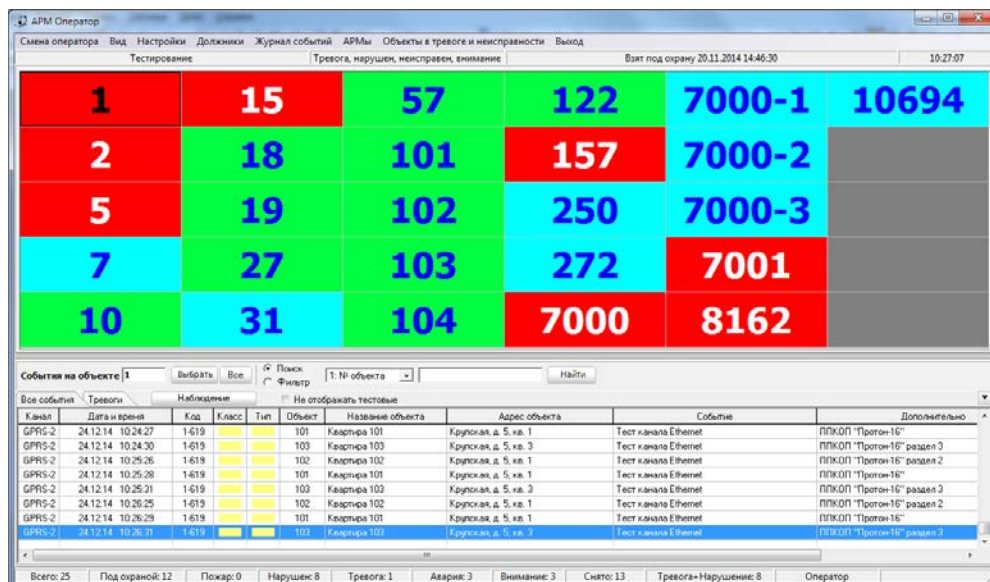 АРМ Оператор
Смена оператора Вид Настройки Должники Журнал событий АРМы Объекты в тревоге и неисправности Выход
Тестирование Тревога, нарушен, неисправен, внимание Взят под охрану 20.11.2014 14:46:30 10:27:07
1 15 57 122 7000-1 10694
2 18 101 157 7000-2
5 19 102 250 7000-3
7 27 103 272 7001
10 31 104 7000 8162
События на объекте 1 Выбрать Все Поиск Фильтр 1: № объекта Найти
Все события Тревоги Наблюдение Не отображать тестовые
Канал Дата и время Код Класс Тип Объект Название объекта Адрес объекта Событие Дополнительно
GPRS-2 24.12.14 10:24:27 1-619 101 Квартира 101 Крупская, д. 5, кв. 1 Тест канала Ethernet ППКОП "Протон-16"
GPRS-2 24.12.14 10:24:30 1-619 103 Квартира 103 Крупская, д. 5, кв. 3 Тест канала Ethernet ППКОП "Протон-16" раздел 3
GPRS-2 24.12.14 10:25:26 1-619 102 Квартира 102 Крупская, д. 5, кв. 1 Тест канала Ethernet ППКОП "Протон-16" раздел 2
GPRS-2 24.12.14 10:25:28 1-619 101 Квартира 101 Крупская, д. 5, кв. 1 Тест канала Ethernet ППКОП "Протон-16"
GPRS-2 24.12.14 10:25:31 1-619 103 Квартира 103 Крупская, д. 5, кв. 3 Тест канала Ethernet ППКОП "Протон-16" раздел 3
GPRS-2 24.12.14 10:26:25 1-619 102 Квартира 102 Крупская, д. 5, кв. 1 Тест канала Ethernet ППКОП "Протон-16" раздел 2
GPRS-2 24.12.14 10:26:29 1-619 101 Квартира 101 Крупская, д. 5, кв. 1 Тест канала Ethernet ППКОП "Протон-16"
GPRS-2 24.12.14 10:26:31 1-619 103 Квартира 103 Крупская, д. 5, кв. 3 Тест канала Ethernet ППКОП "Протон-16" раздел 3
Всего: 25 Под охраной: 12 Пожар: 0 Нарушен: 8 Тревога: 1 Авария: 3 Внимание: 3 Снято: 13 Тревога+Нарушение: 8 Оператор